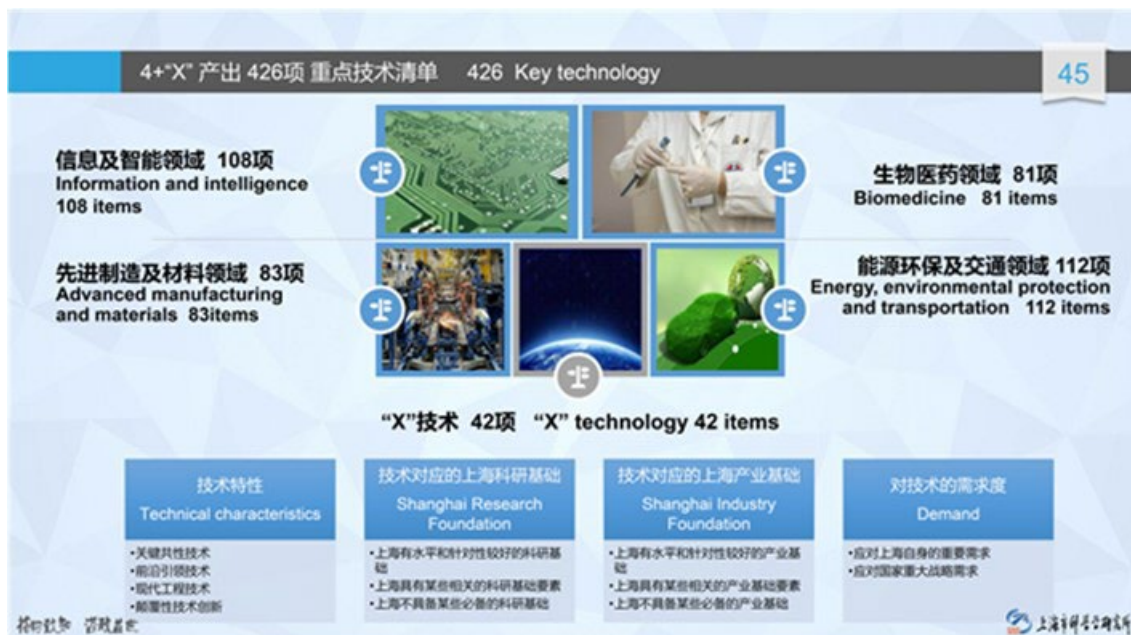 4+“X” 产出 426项 重点技术清单 426 Key technology
45
信息及智能领域 108项
Information and intelligence
108 items
生物医药领域 81项
Biomedicine 81 items
先进制造及材料领域 83项
Advanced manufacturing
and materials 83items
能源环保及交通领域 112项
Energy, environmental protection
and transportation 112 items
“X”技术 42项 “X” technology 42 items
技术特性
Technical characteristics
•关键共性技术
•前沿引领技术
•现代工程技术
•颠覆性技术创新
技术对应的上海科研基础
Shanghai Research
Foundation
•上海有水平和针对性较好的科研基
础
•上海具有某些相关的科研基础要素
•上海不具备某些必备的科研基础
技术对应的上海产业基础
Shanghai Industry
Foundation
•上海有水平和针对性较好的产业基
础
•上海具有某些相关的产业基础要素
•上海不具备某些必备的产业基础
对技术的需求度
Demand
•应对上海自身的重要需求
•应对国家重大战略需求
上海市科学学研究所